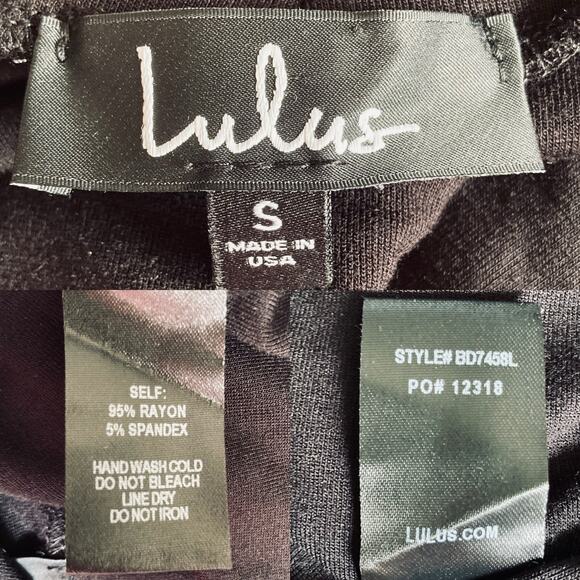 Lulus
S
MADE IN
USA
SELF:
95% RAYON
5% SPANDEX
HAND WASH COLD
DO NOT BLEACH
LINE DRY
DO NOT IRON
STYLE# BD7458L
PO# 12318
LULUS.COM